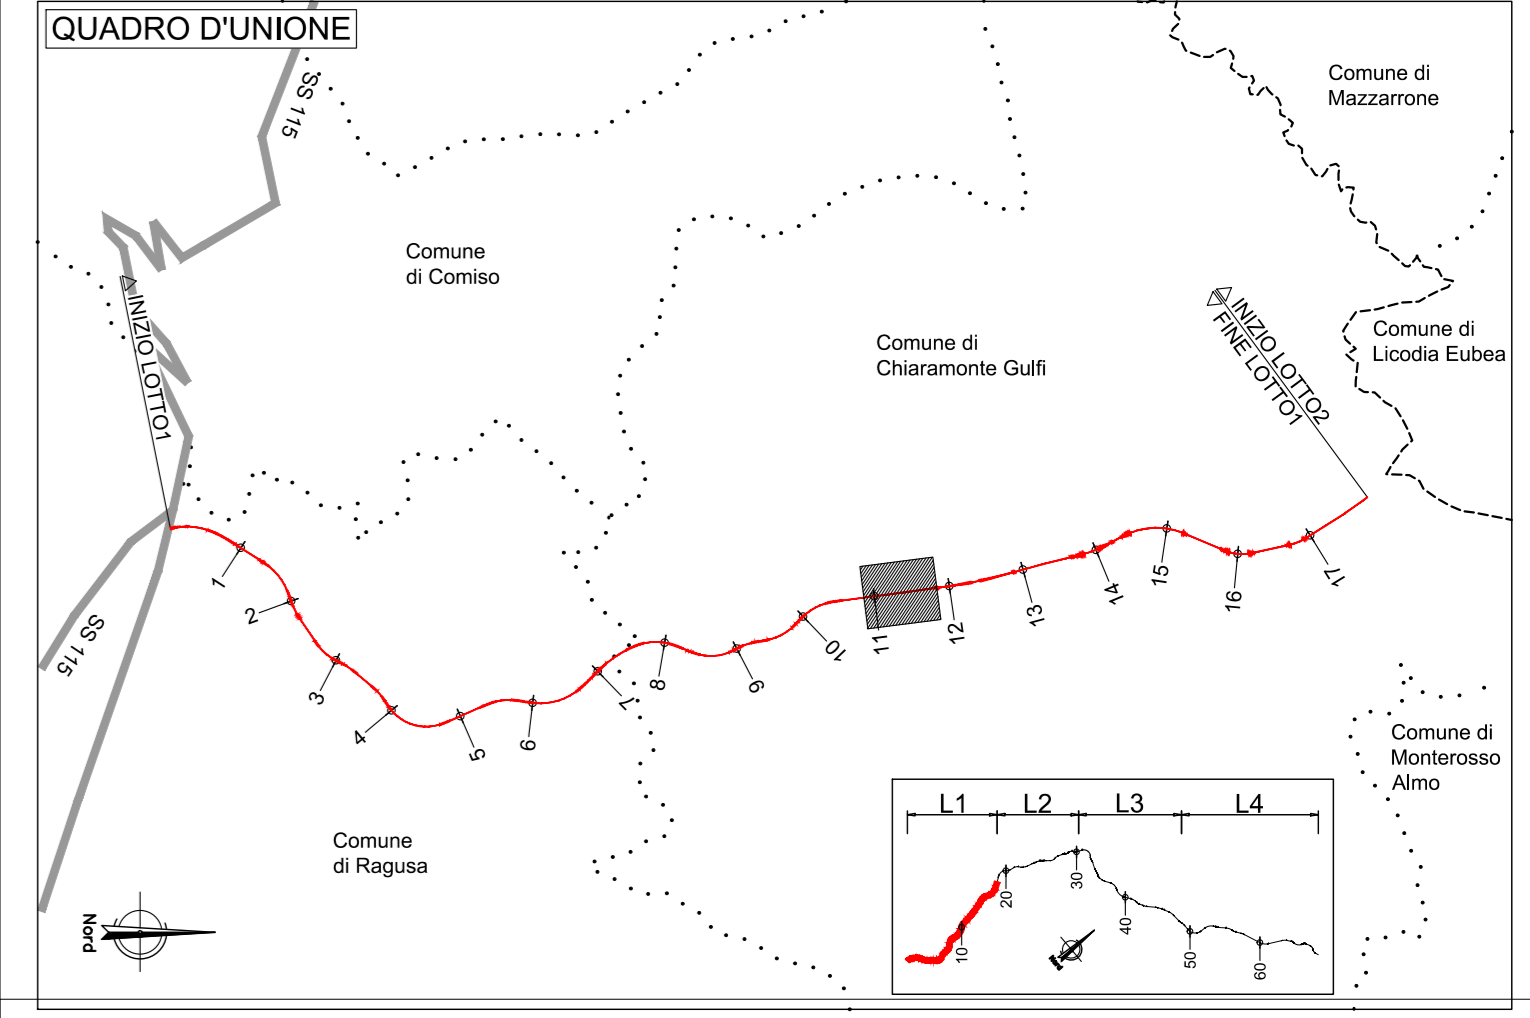 QUADRO D'UNIONE
SS 115
Comune di
Mazzarrone
Comune
di Comiso
INIZIO LOTTO1
Comune di
Chiaramonte Gulfi
INIZIO LOTTO2
FINE LOTTO1
Comune di
Licodia Eubea
1
2
3
4
5
6
7
8
9
10
11
12
13
14
15
16
17
SS 115
Comune
di Ragusa
Comune di
Monterosso
Almo
Nord
L1 L2 L3 L4
10
20
30
40
50
60